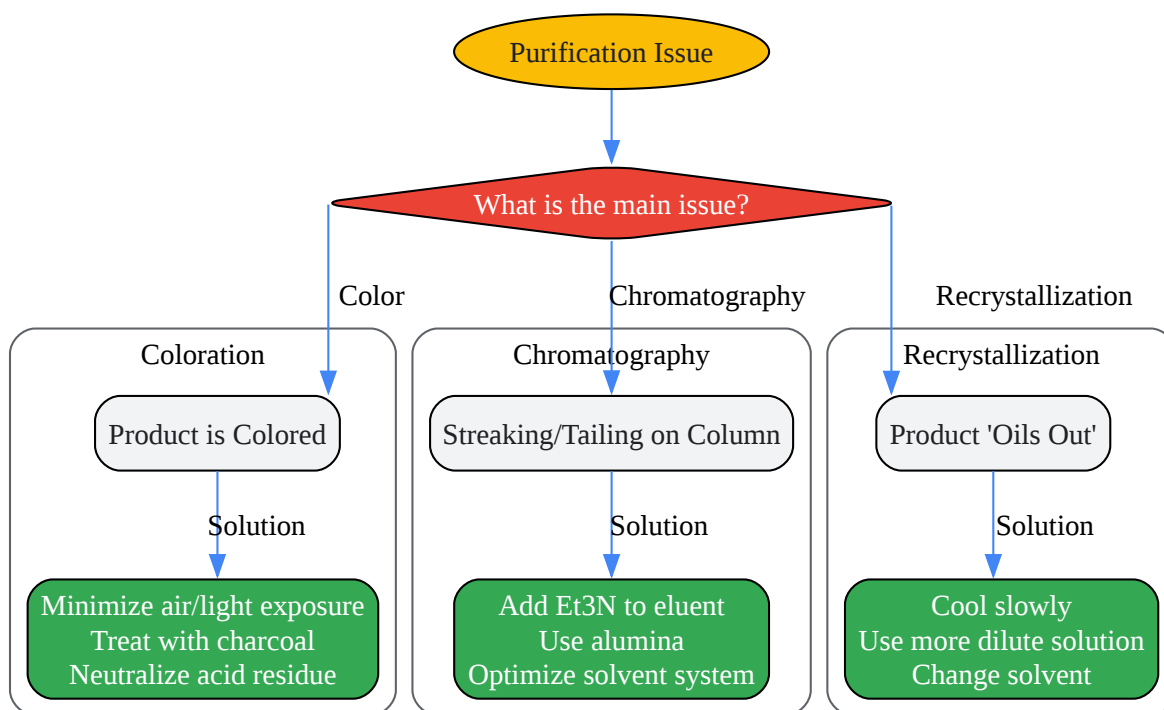 Purification Issue
What is the main issue?
Color
Chromatography
Recrystallization
Coloration
Chromatography
Recrystallization
Product is Colored
Streaking/Tailing on Column
Product 'Oils Out'
Solution
Solution
Solution
Minimize air/light exposure
Treat with charcoal
Neutralize acid residue
Add Et3N to eluent
Use alumina
Optimize solvent system
Cool slowly
Use more dilute solution
Change solvent